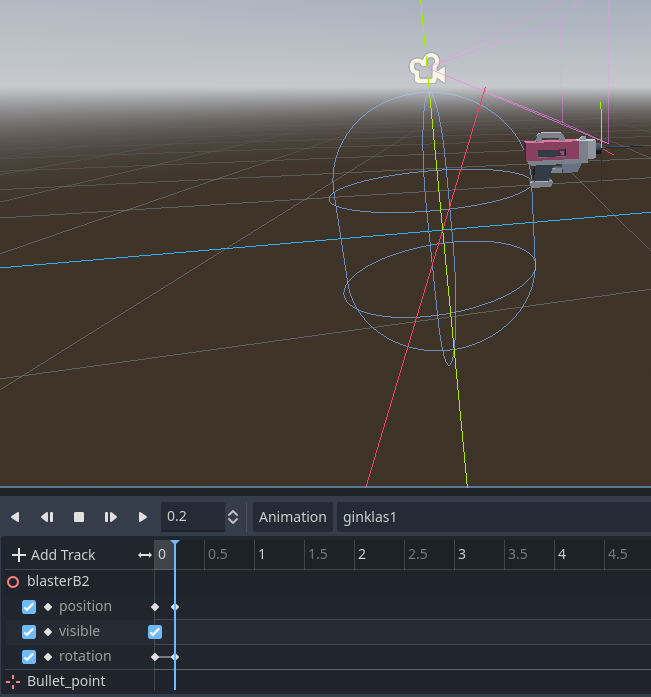 0.2 Animation ginklas1
Add Track 0 0.5 1 1.5 2 2.5 3 3.5 4 4.5
blasterB2
position
visible
rotation
Bullet_point